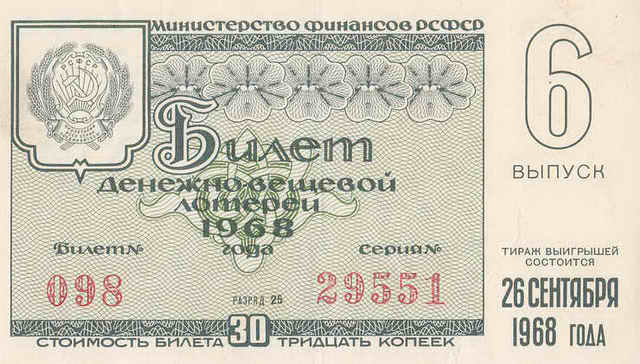 Министерство финансов РСФСР
РСФСР
Билет
денежно-вещевой
лотереи
1968
года
Билет№
серия№
098
РАЗРЯД 25
29551
СТОИМОСТЬ БИЛЕТА 30 ТРИДЦАТЬ КОПЕЕК
6
ВЫПУСК
ТИРАЖ ВЫИГРЫШЕЙ
СОСТОИТСЯ
26 СЕНТЯБРЯ
1968 ГОДА